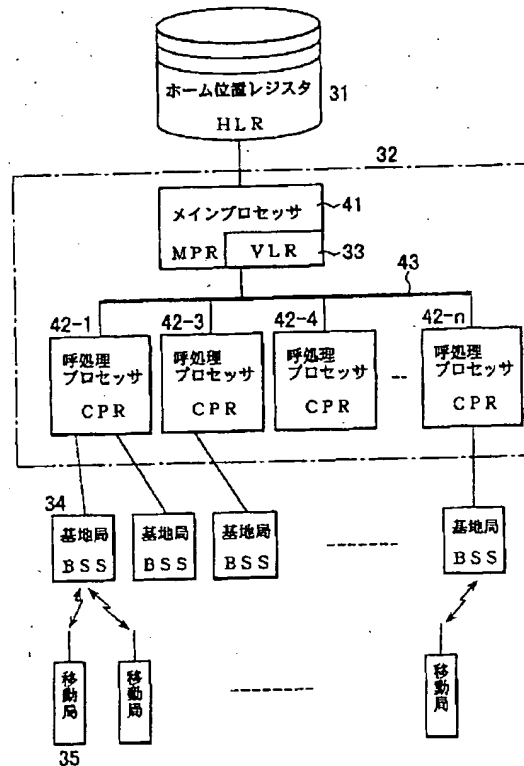 ホーム位置レジスタ
HLR
31
32
メインプロセッサ
41
MPR
VLR
33
43
42-1
42-3
42-4
42-n
呼処理
プロセッサ
CPR
呼処理
プロセッサ
CPR
呼処理
プロセッサ
CPR
呼処理
プロセッサ
CPR
34
基地局
BSS
基地局
BSS
基地局
BSS
基地局
BSS
移動局
移動局
移動局
35